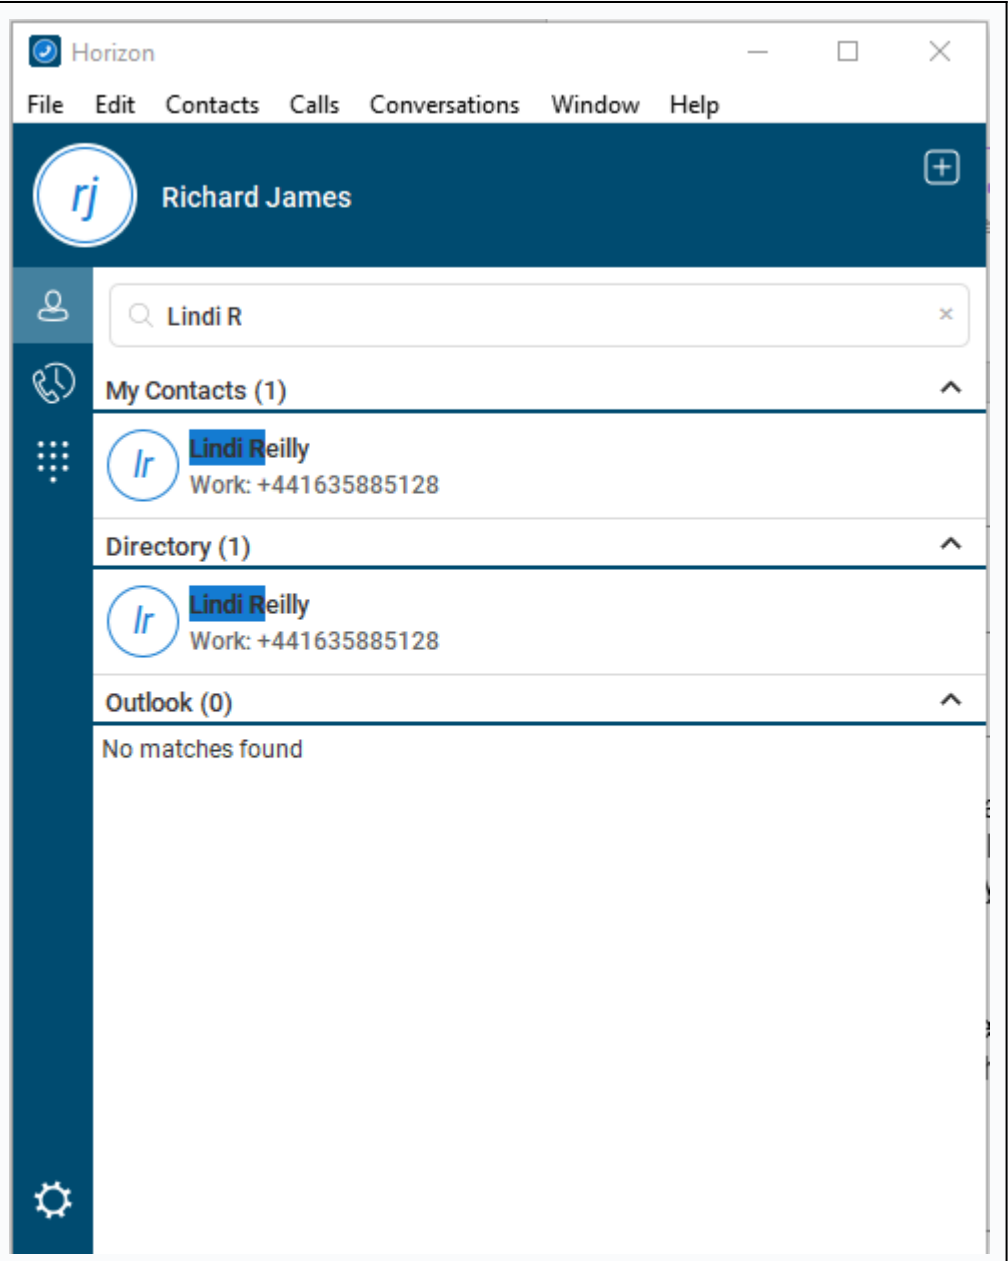 Horizon
File Edit Contacts Calls Conversations Window Help
rj
Richard James
Lindi R
My Contacts (1)
lr
Lindi Reilly
Work: +441635885128
Directory (1)
lr
Lindi Reilly
Work: +441635885128
Outlook (0)
No matches found